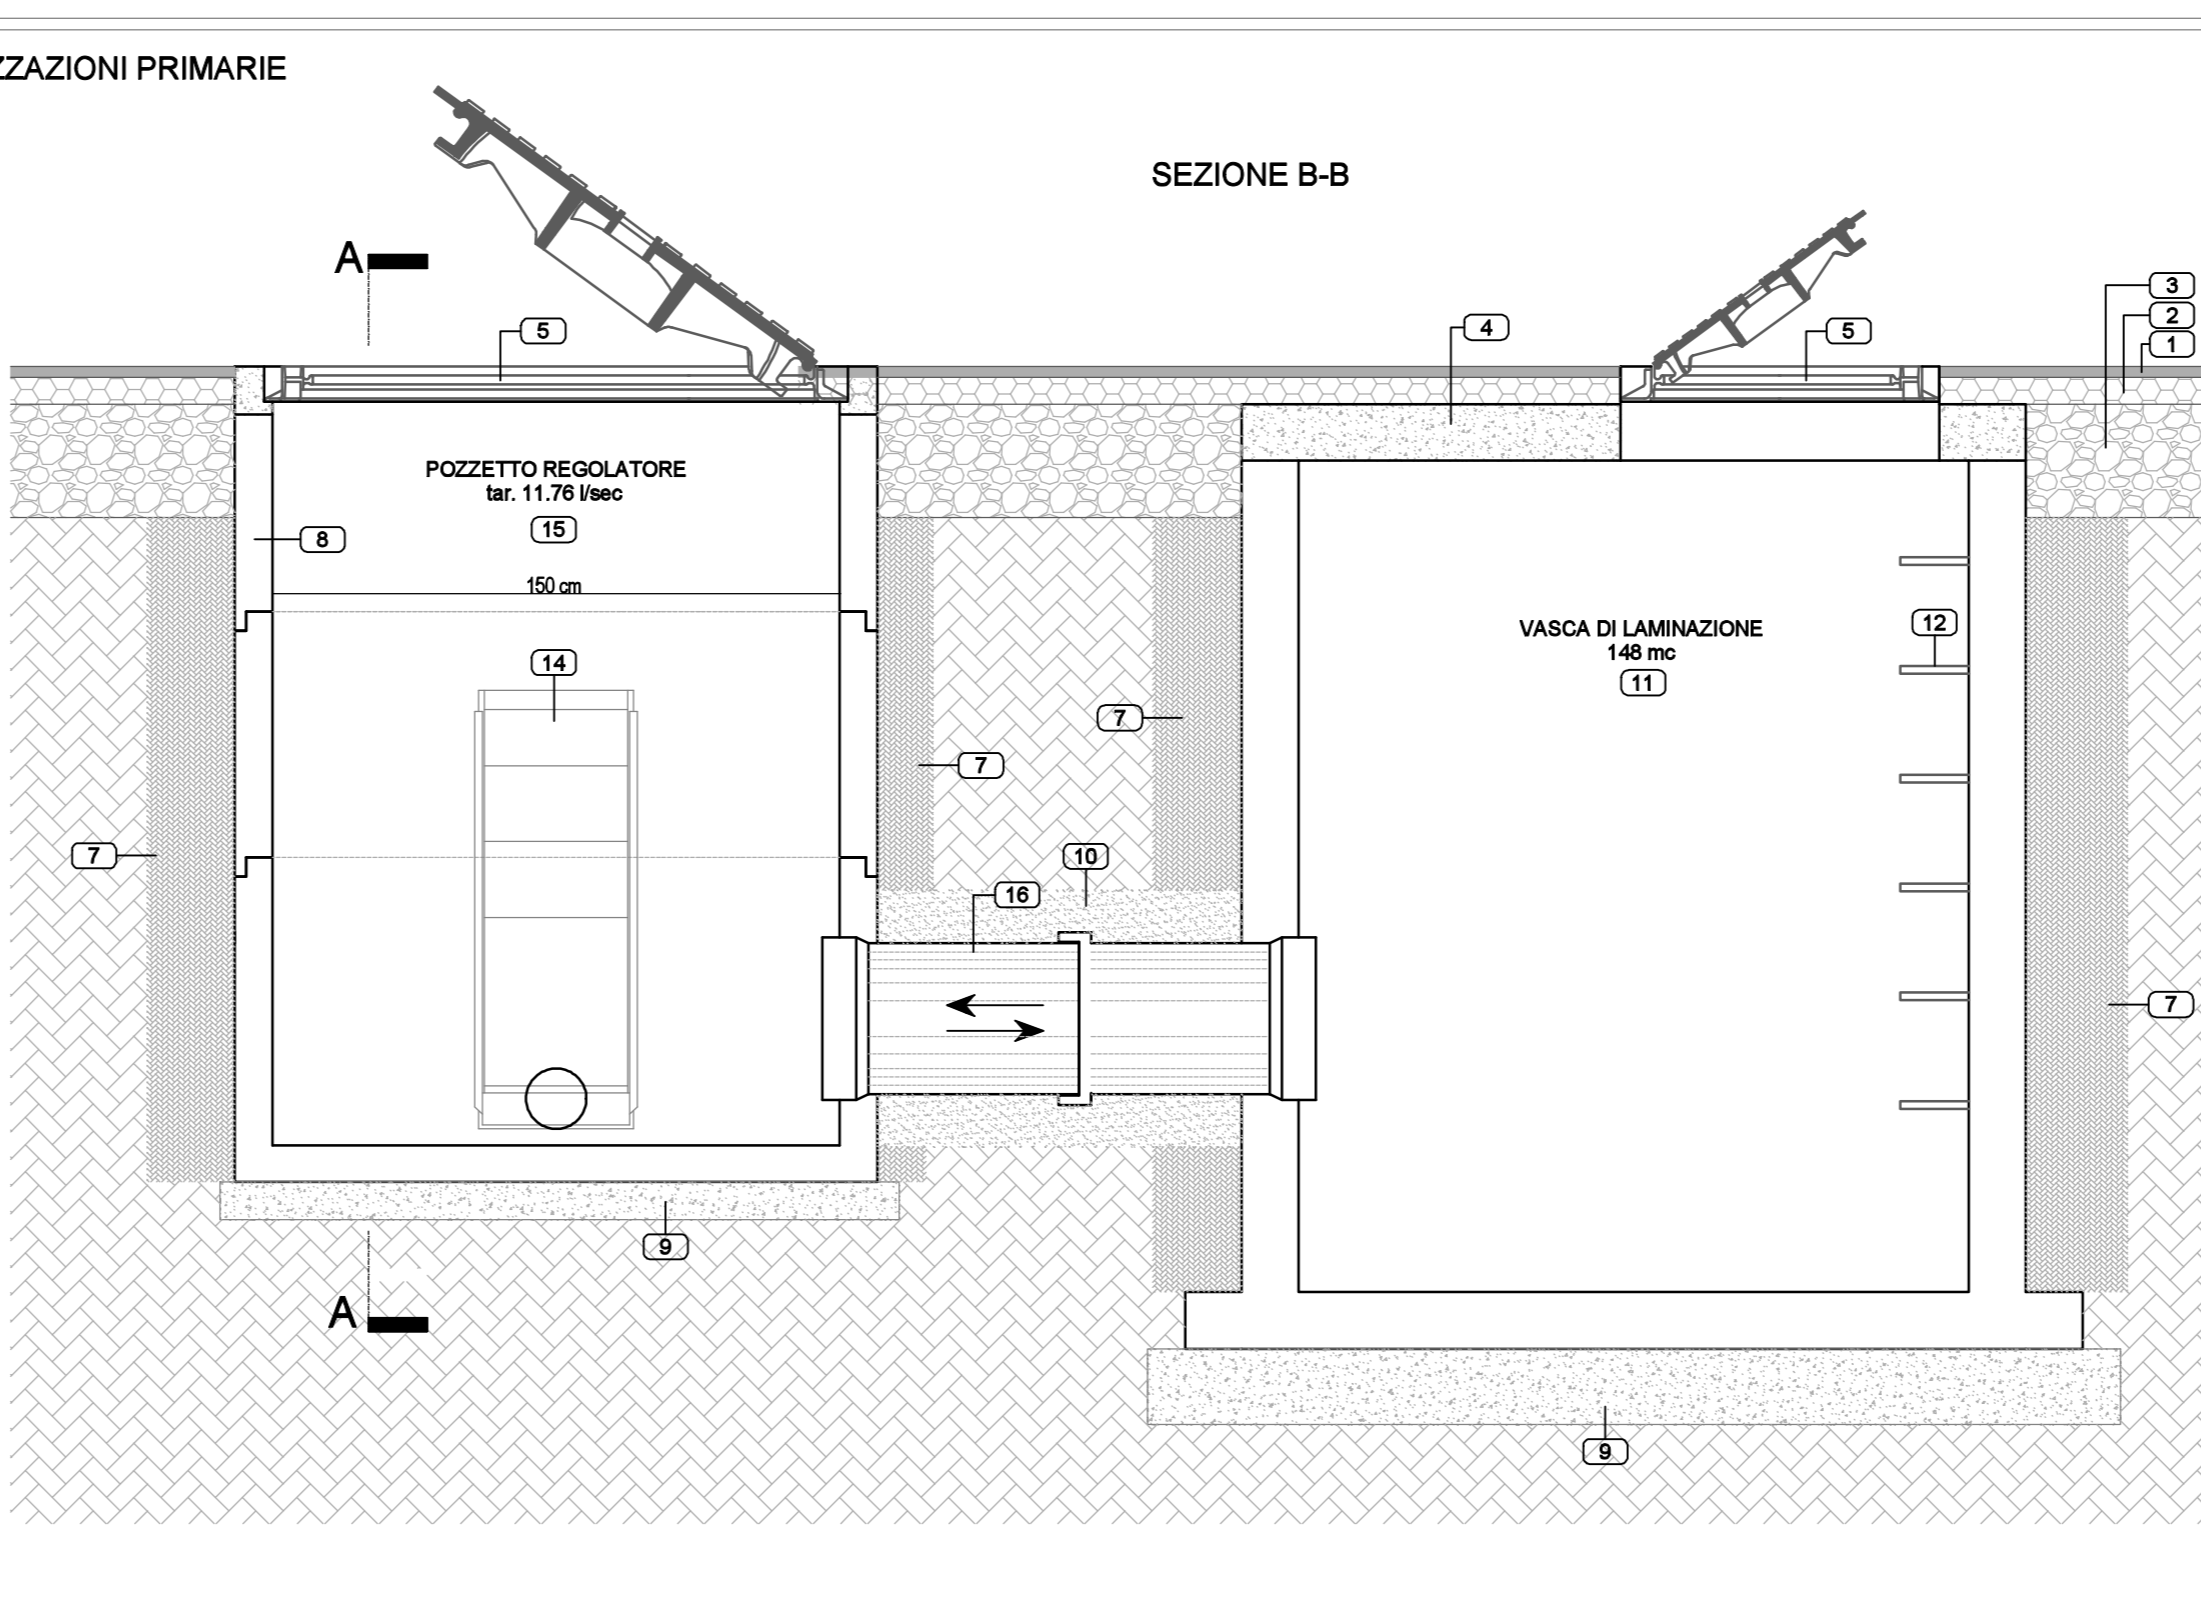 ZZAZIONI PRIMARIE
SEZIONE B-B
A
3
2
1
5
4
5
POZZETTO REGOLATORE
tar. 11.76 l/sec
15
8
150 cm
VASCA DI LAMINAZIONE
148 mc
11
12
14
7
7
7
10
16
7
9
A
9